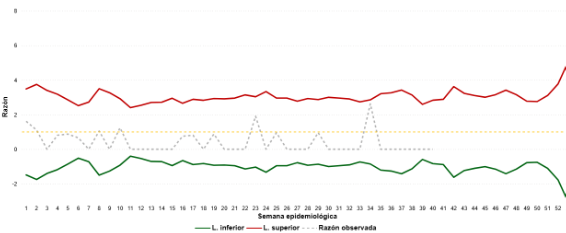 8
6
4
2
0
-2
Razón
1 2 3 4 5 6 7 8 9 10 11 12 13 14 15 16 17 18 19 20 21 22 23 24 25 26 27 28 29 30 31 32 33 34 35 36 37 38 39 40 41 42 43 44 45 46 47 48 49 50 51 52
Semana epidemiológica
L. inferior L. superior Razón observada